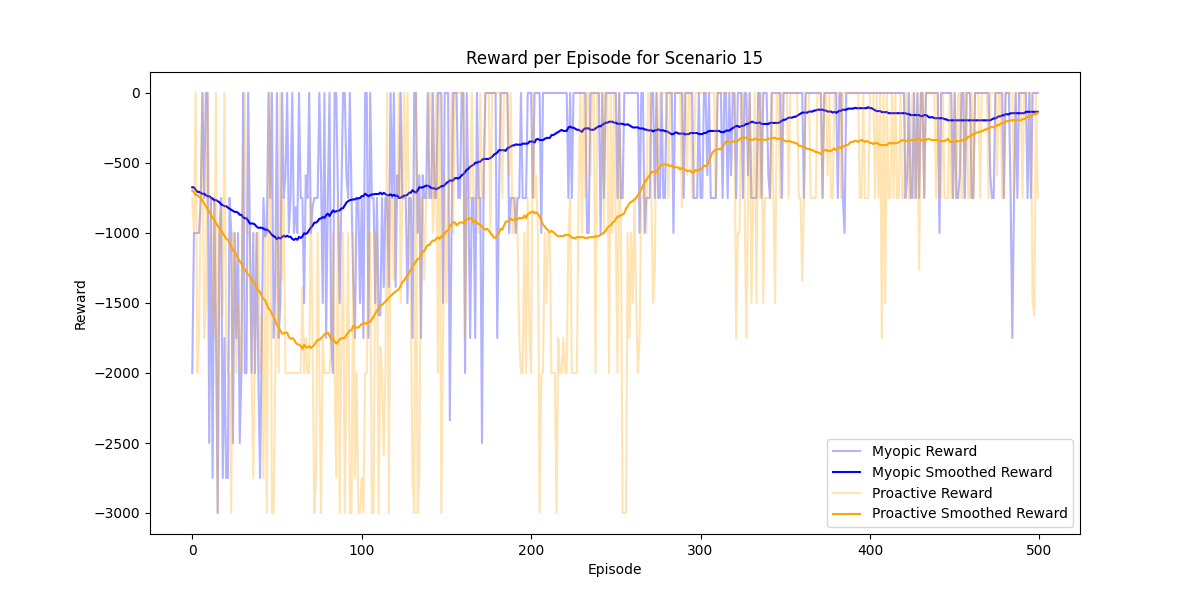 Reward per Episode for Scenario 15
0
−500
−1000
−1500
−2000
−2500
−3000
Reward
0
100
200
300
400
500
Episode
Myopic Reward
Myopic Smoothed Reward
Proactive Reward
Proactive Smoothed Reward